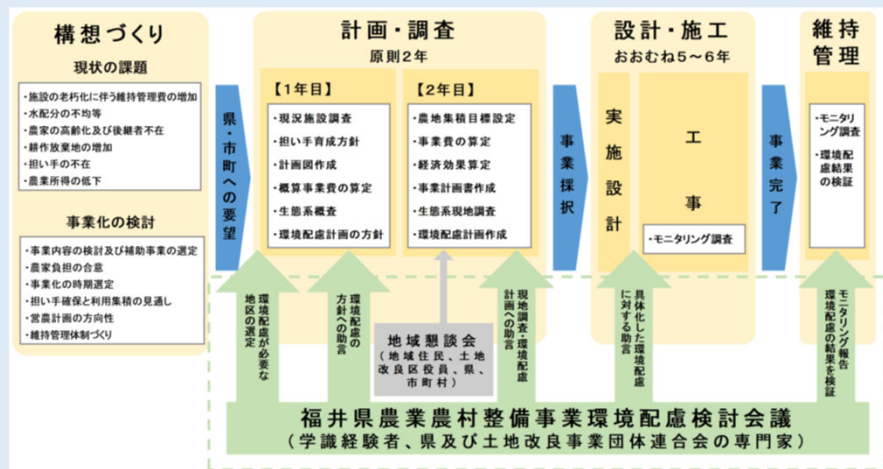 構想づくり
現状の課題
・施設の老朽化に伴う維持管理費の増加
・水配分の不均等
・農家の高齢化及び後継者不在
・耕作放棄地の増加
・担い手の不在
・農業所得の低下
事業化の検討
・事業内容の検討及び補助事業の選定
・農家負担の合意
・事業化の時期選定
・担い手確保と利用集積の見通し
・営農計画の方向性
・維持管理体制づくり
県・市町への要望
計画・調査
原則2年
【1年目】
・現況施設調査
・担い手育成方針
・計画図作成
・概算事業費の算定
・生態系概査
・環境配慮計画の方針
【2年目】
・農地集積目標設定
・事業費の算定
・経済効果算定
・事業計画書作成
・生態系現地調査
・環境配慮計画作成
事業採択
設計・施工
おおむね5～6年
実施設計
工事
・モニタリング調査
事業完了
維持
管理
・モニタ
リング調査
・環境配
慮結果
の検証
環境配慮が必要な
地区の選定
環境配慮の
方針への助言
地域懇談会
（地域住民、土地
改良区役員、県、
市町村）
現地調査・環境配慮
計画への助言
具体化した環境配慮
に対する助言
モニタリング報告
環境配慮の結果を検証
福井県農業農村整備事業環境配慮検討会議
（学識経験者、県及び土地改良事業団体連合会の専門家）